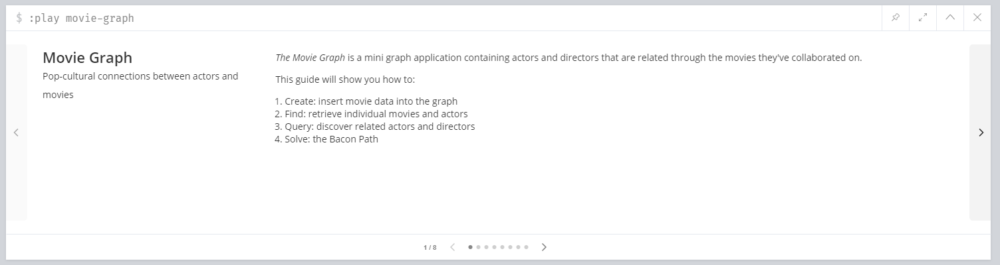 $ :play movie-graph
Movie Graph
Pop-cultural connections between actors and
movies
The Movie Graph is a mini graph application containing actors and directors that are related through the movies they've collaborated on.
This guide will show you how to:
1. Create: insert movie data into the graph
2. Find: retrieve individual movies and actors
3. Query: discover related actors and directors
4. Solve: the Bacon Path
1 / 8